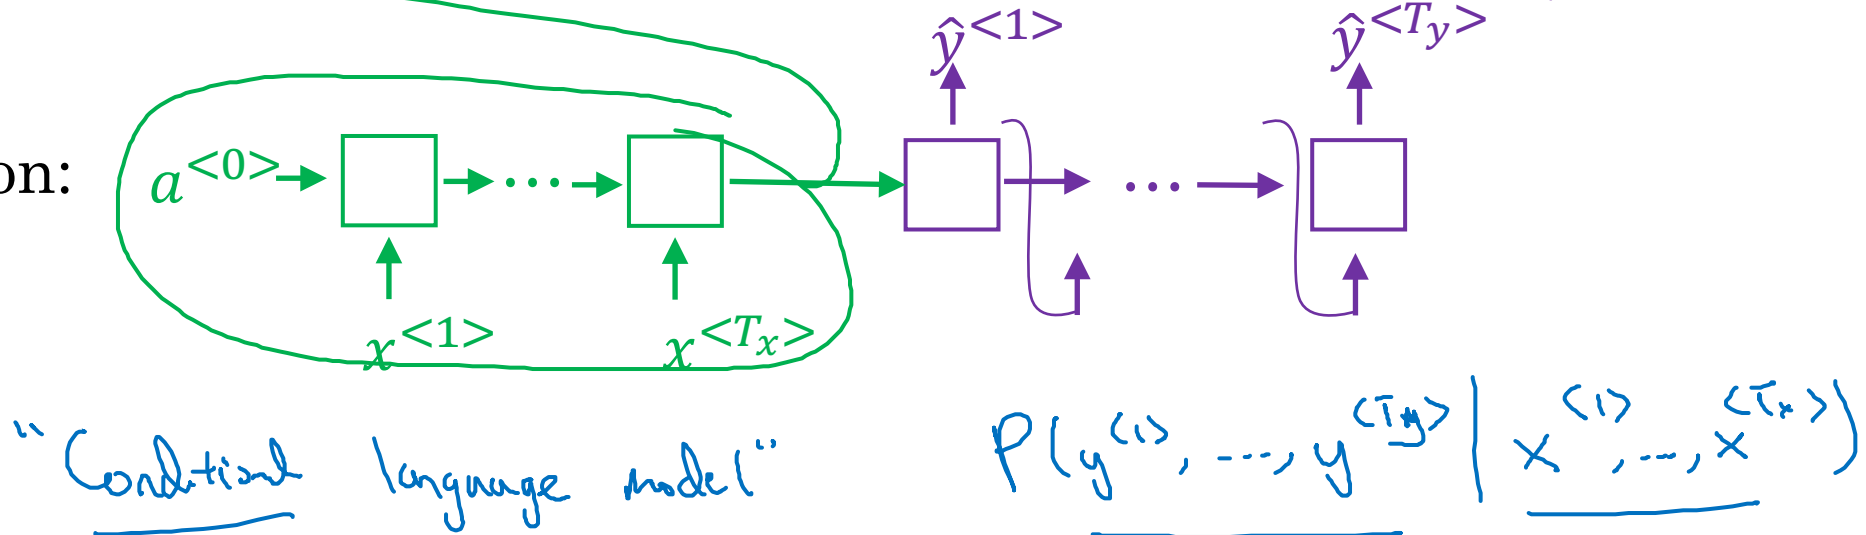 ŷ<1> ŷ<Ty>
on: a<0> ... ...
x<1> x<Tx>
"Conditional language model" P(y<1>, ..., y<Ty> | x<1>, ..., x<Tx>)